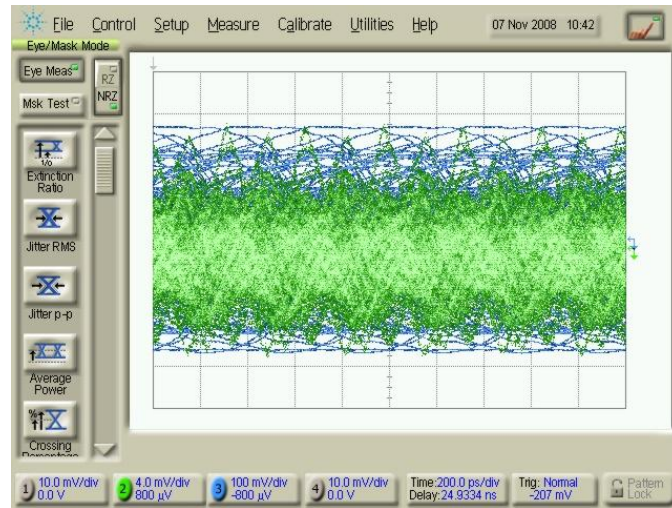 File Control Setup Measure Calibrate Utilities Help 07 Nov 2008 10:42
Eye/Mask Mode
Eye Meas
RZ
NRZ
Msk Test
1/0
Extinction
Ratio
Jitter RMS
Jitter p-p
Average
Power
%
Crossing
1 10.0 mV/div
0.0 V
2 4.0 mV/div
800 µV
3 100 mV/div
-800 µV
4 10.0 mV/div
0.0 V
Time:200.0 ps/div
Delay:24.9334 ns
Trig: Normal
-207 mV
Pattern
Lock